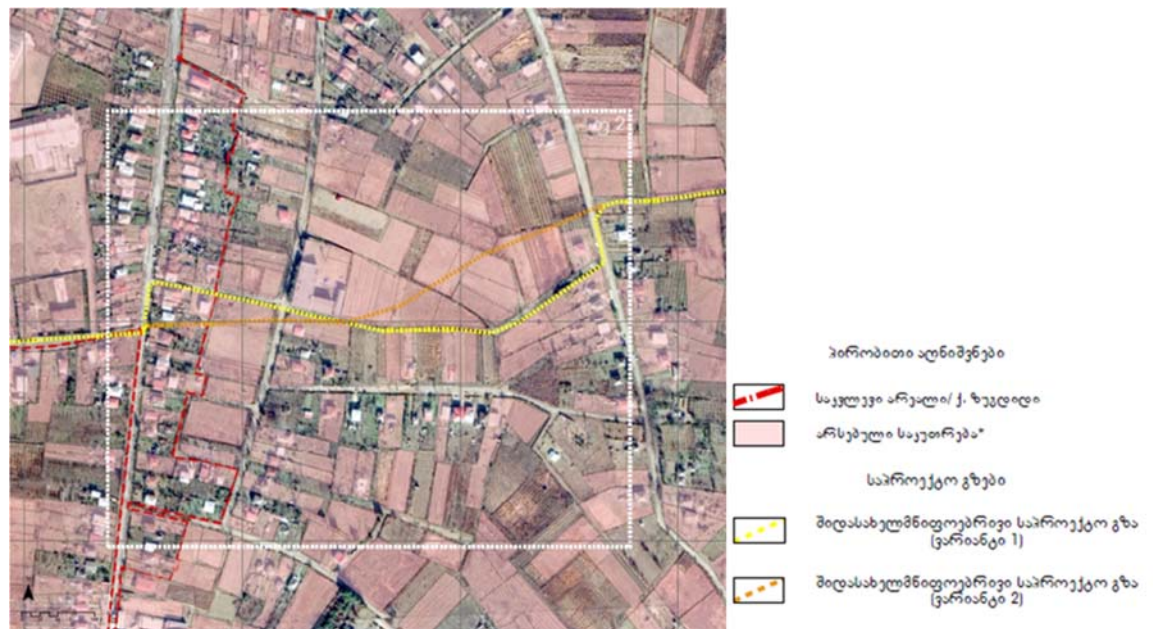 პირობითი აღნიშვნები
საკვლევი არეალი/ ქ. ზუგდიდი
არსებული საკუთრება*
საპროექტო გზები
შიდასახელმწიფოებრივი საპროექტო გზა
(ვარიანტი 1)
შიდასახელმწიფოებრივი საპროექტო გზა
(ვარიანტი 2)